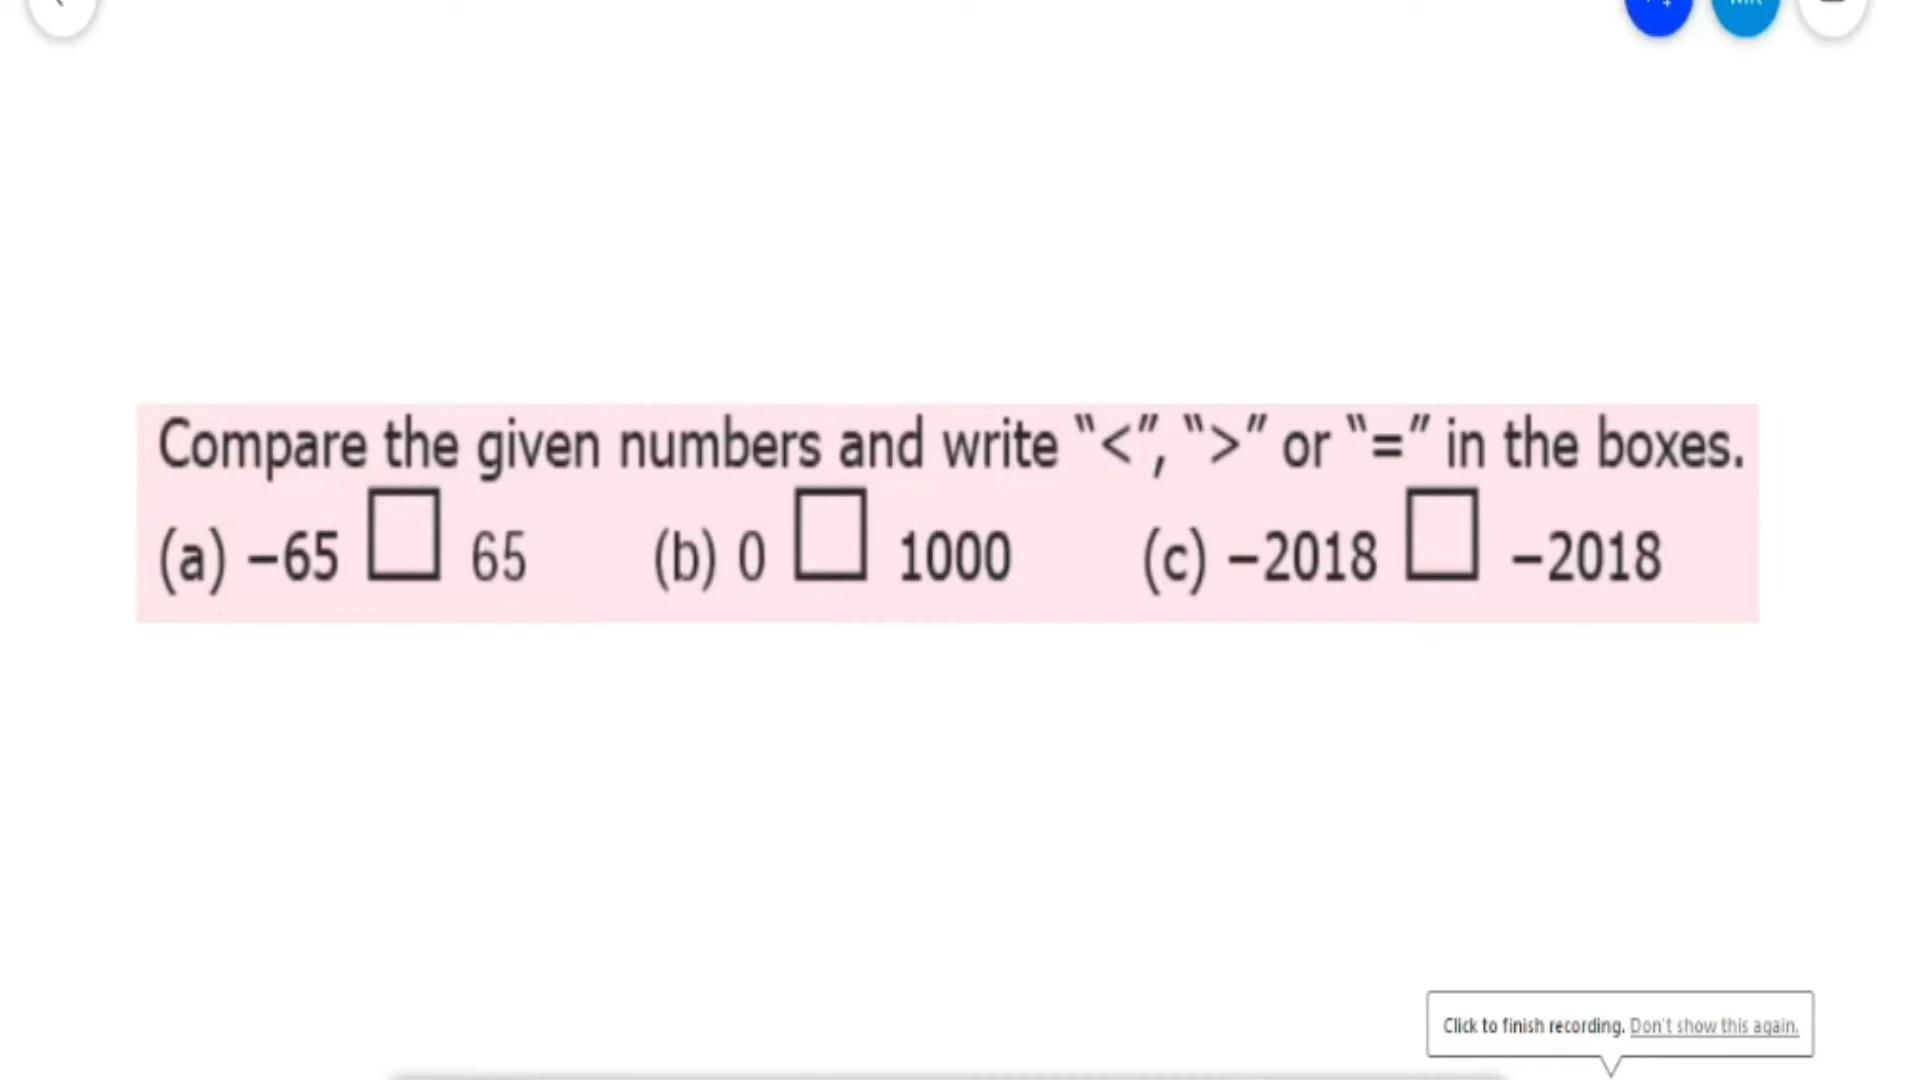 Compare the given numbers and write “<”, “>” or “=” in the boxes.
(a) −65 □ 65 (b) 0 □ 1000 (c) −2018 □ −2018
Click to finish recording. Don't show this again.